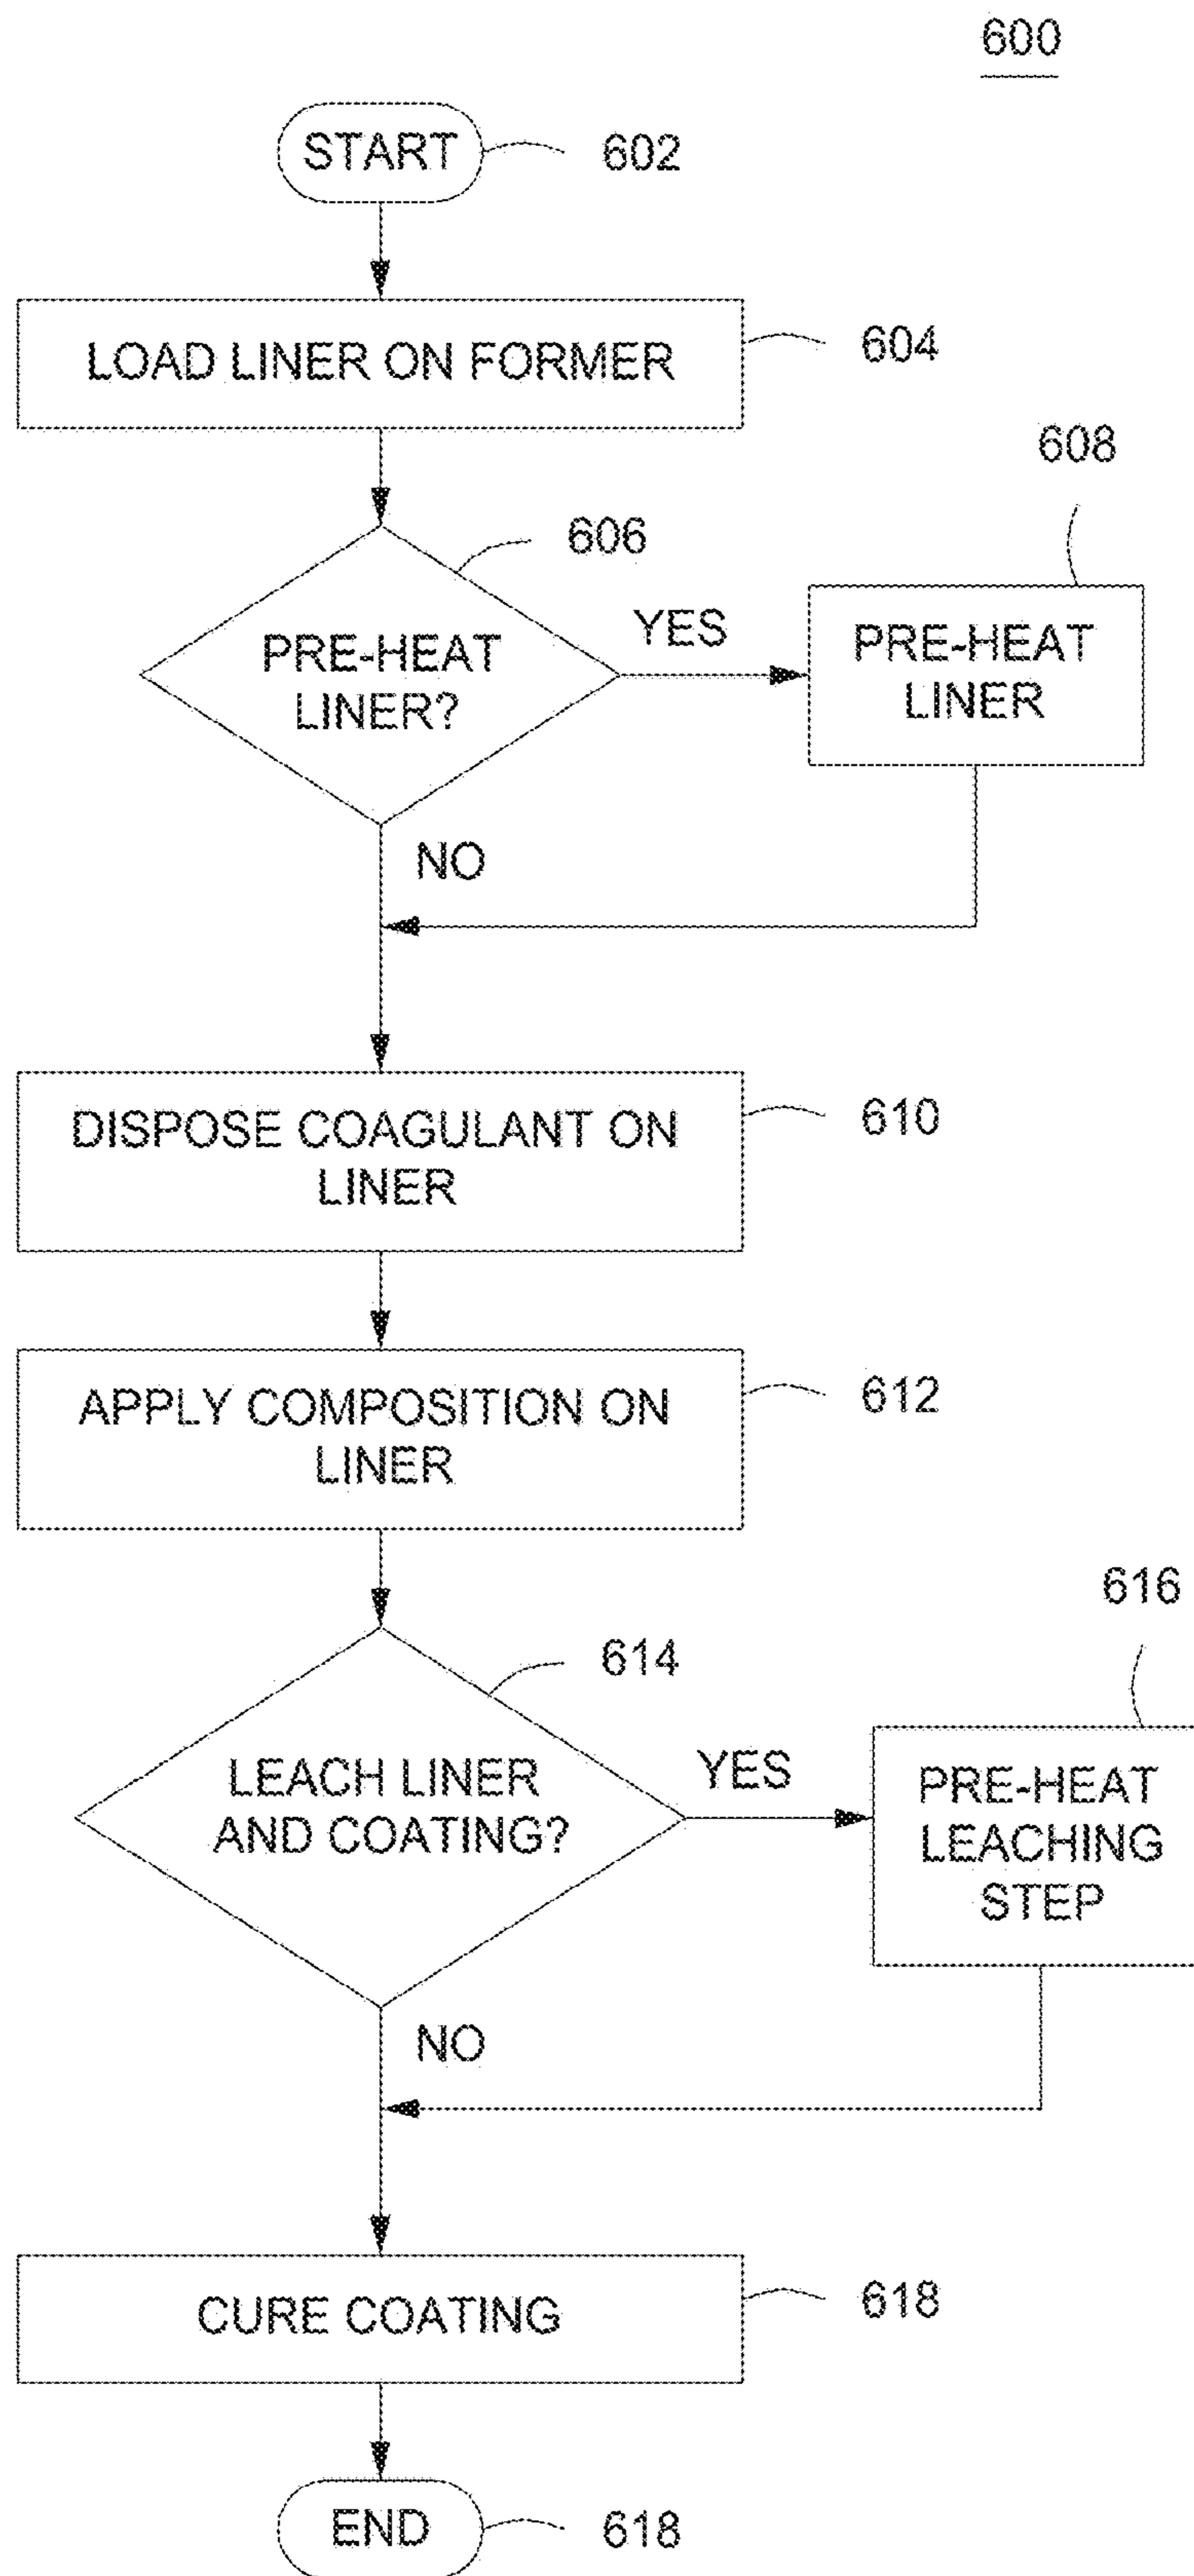 600
START
602
LOAD LINER ON FORMER
604
608
606
PRE-HEAT
LINER?
YES
PRE-HEAT
LINER
NO
DISPOSE COAGULANT ON
LINER
610
APPLY COMPOSITION ON
LINER
612
616
614
LEACH LINER
AND COATING?
YES
PRE-HEAT
LEACHING
STEP
NO
CURE COATING
618
END
618